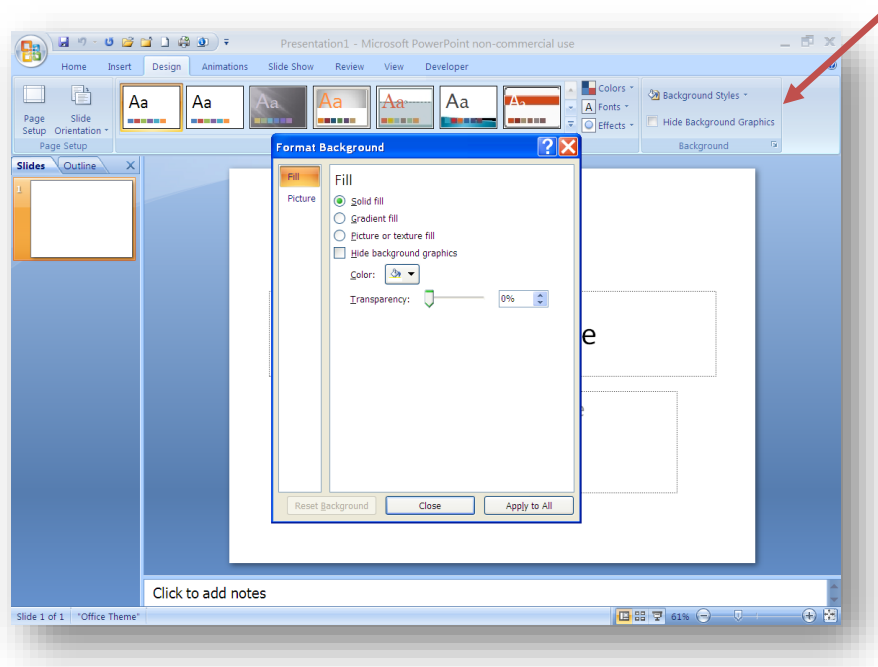 Presentation1 - Microsoft PowerPoint non-commercial use
Home Insert Design Animations Slide Show Review View Developer
Page Setup
Slide Orientation
Page Setup
Aa Aa Aa Aa Aa Aa Aa
Colors
Fonts
Effects
Background Styles
Hide Background Graphics
Background
Slides Outline X
1
Format Background
Fill
Picture
Fill
Solid fill
Gradient fill
Picture or texture fill
Hide background graphics
Color:
Transparency: 0%
Reset Background Close Apply to All
e
Click to add notes
Slide 1 of 1 "Office Theme" 61%